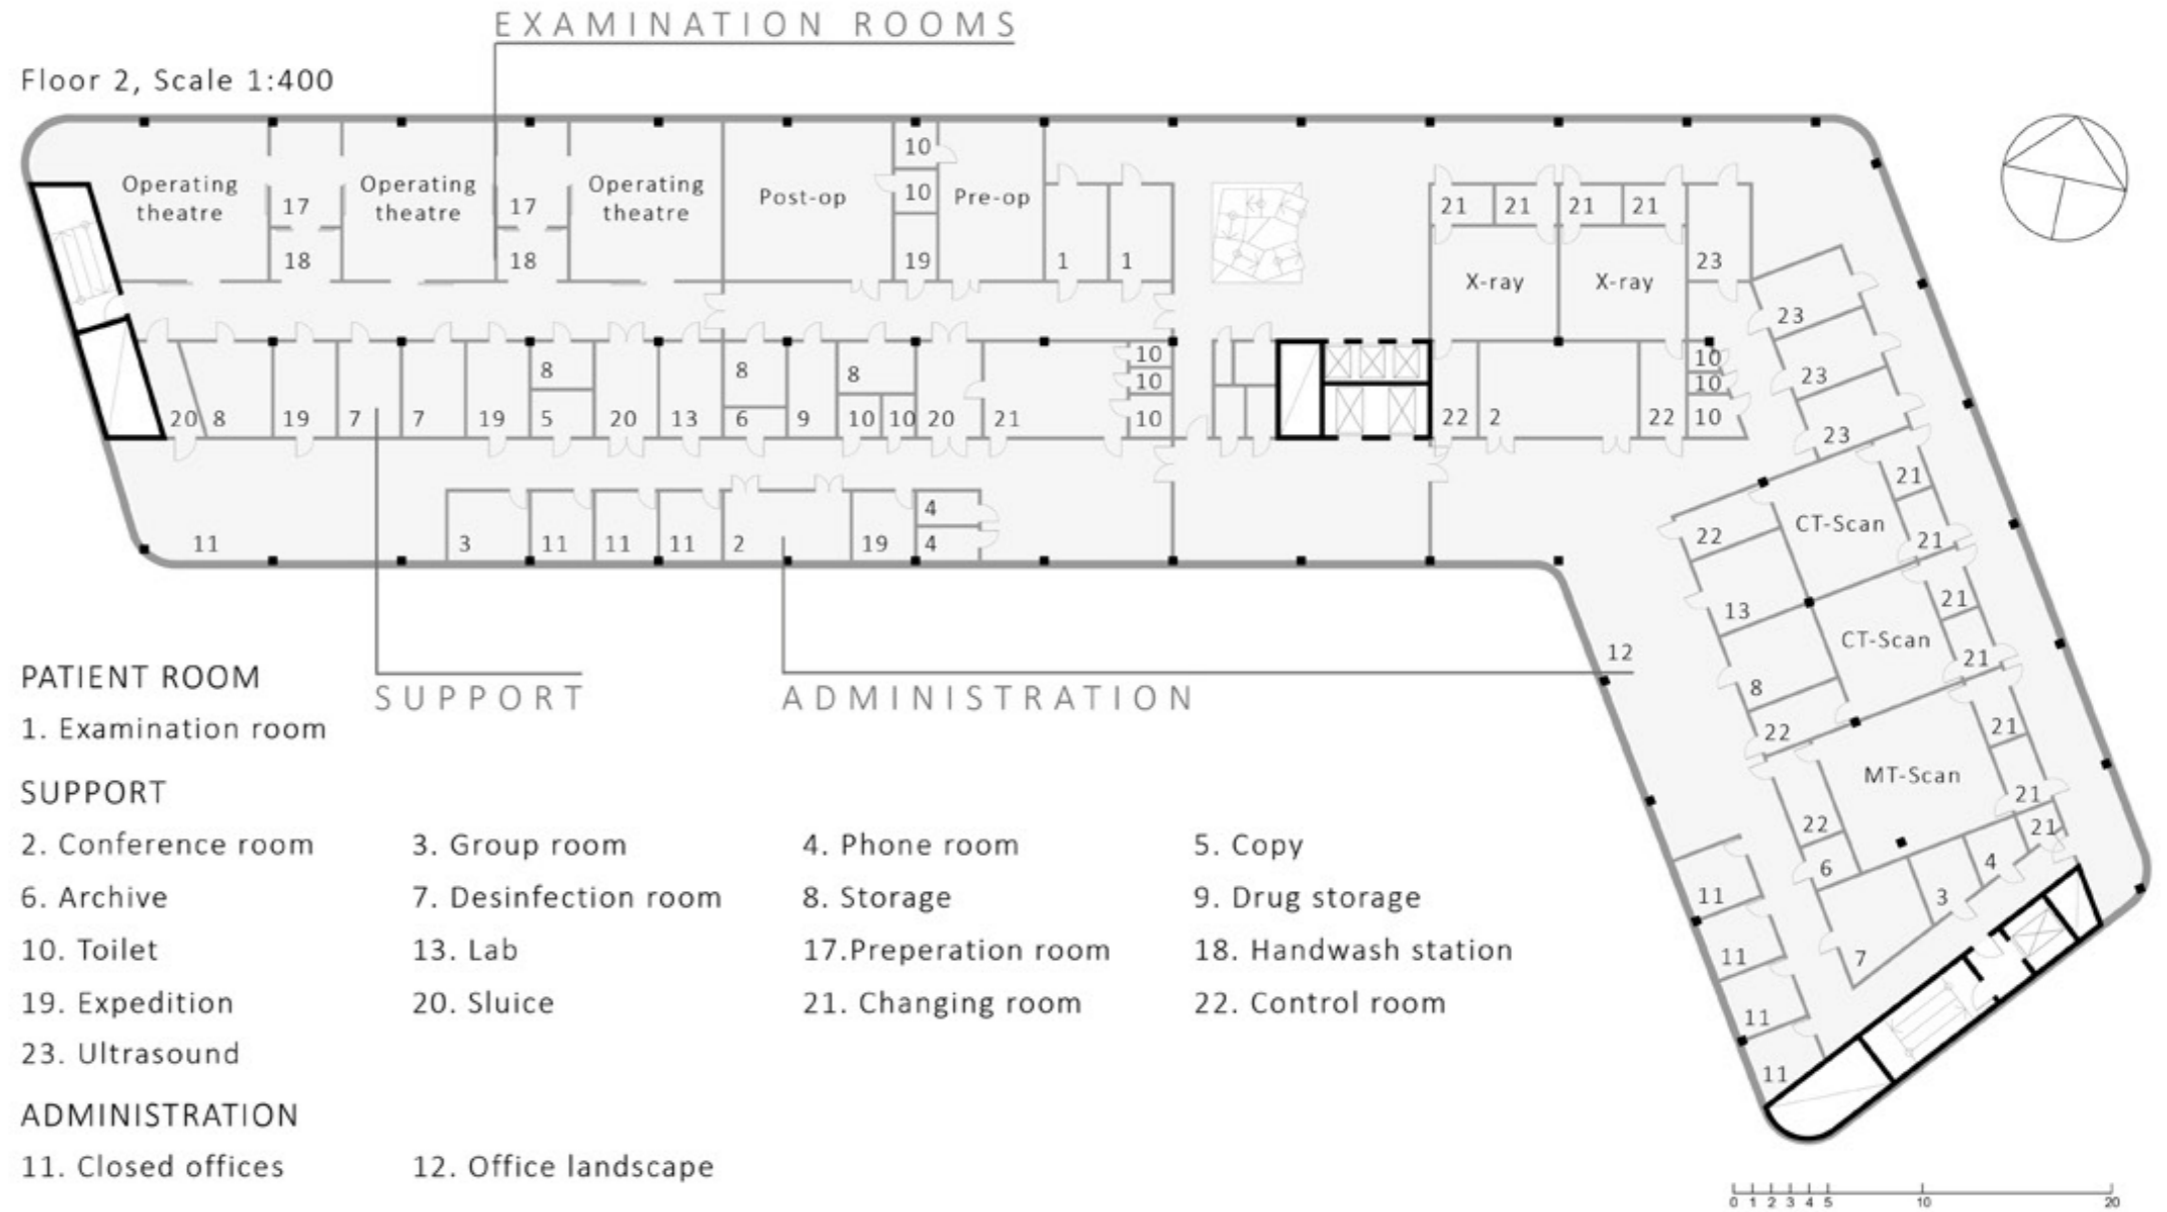 EXAMINATION ROOMS
Floor 2, Scale 1:400
Operating theatre
17
18
Operating theatre
17
18
Operating theatre
Post-op
10
10
19
Pre-op
1
1
21
21
21
21
X-ray
X-ray
23
23
23
23
20
8
19
7
7
19
8
5
20
13
8
6
9
8
10
10
20
21
10
10
10
22
2
22
10
10
10
11
3
11
11
11
2
19
4
4
21
CT-Scan
21
22
13
21
CT-Scan
21
12
8
22
21
MT-Scan
21
22
21
6
4
3
7
11
11
11
11
SUPPORT
ADMINISTRATION
PATIENT ROOM
1. Examination room
SUPPORT
2. Conference room
3. Group room
4. Phone room
5. Copy
6. Archive
7. Desinfection room
8. Storage
9. Drug storage
10. Toilet
13. Lab
17.Preperation room
18. Handwash station
19. Expedition
20. Sluice
21. Changing room
22. Control room
23. Ultrasound
ADMINISTRATION
11. Closed offices
12. Office landscape
0 1 2 3 4 5 10 20